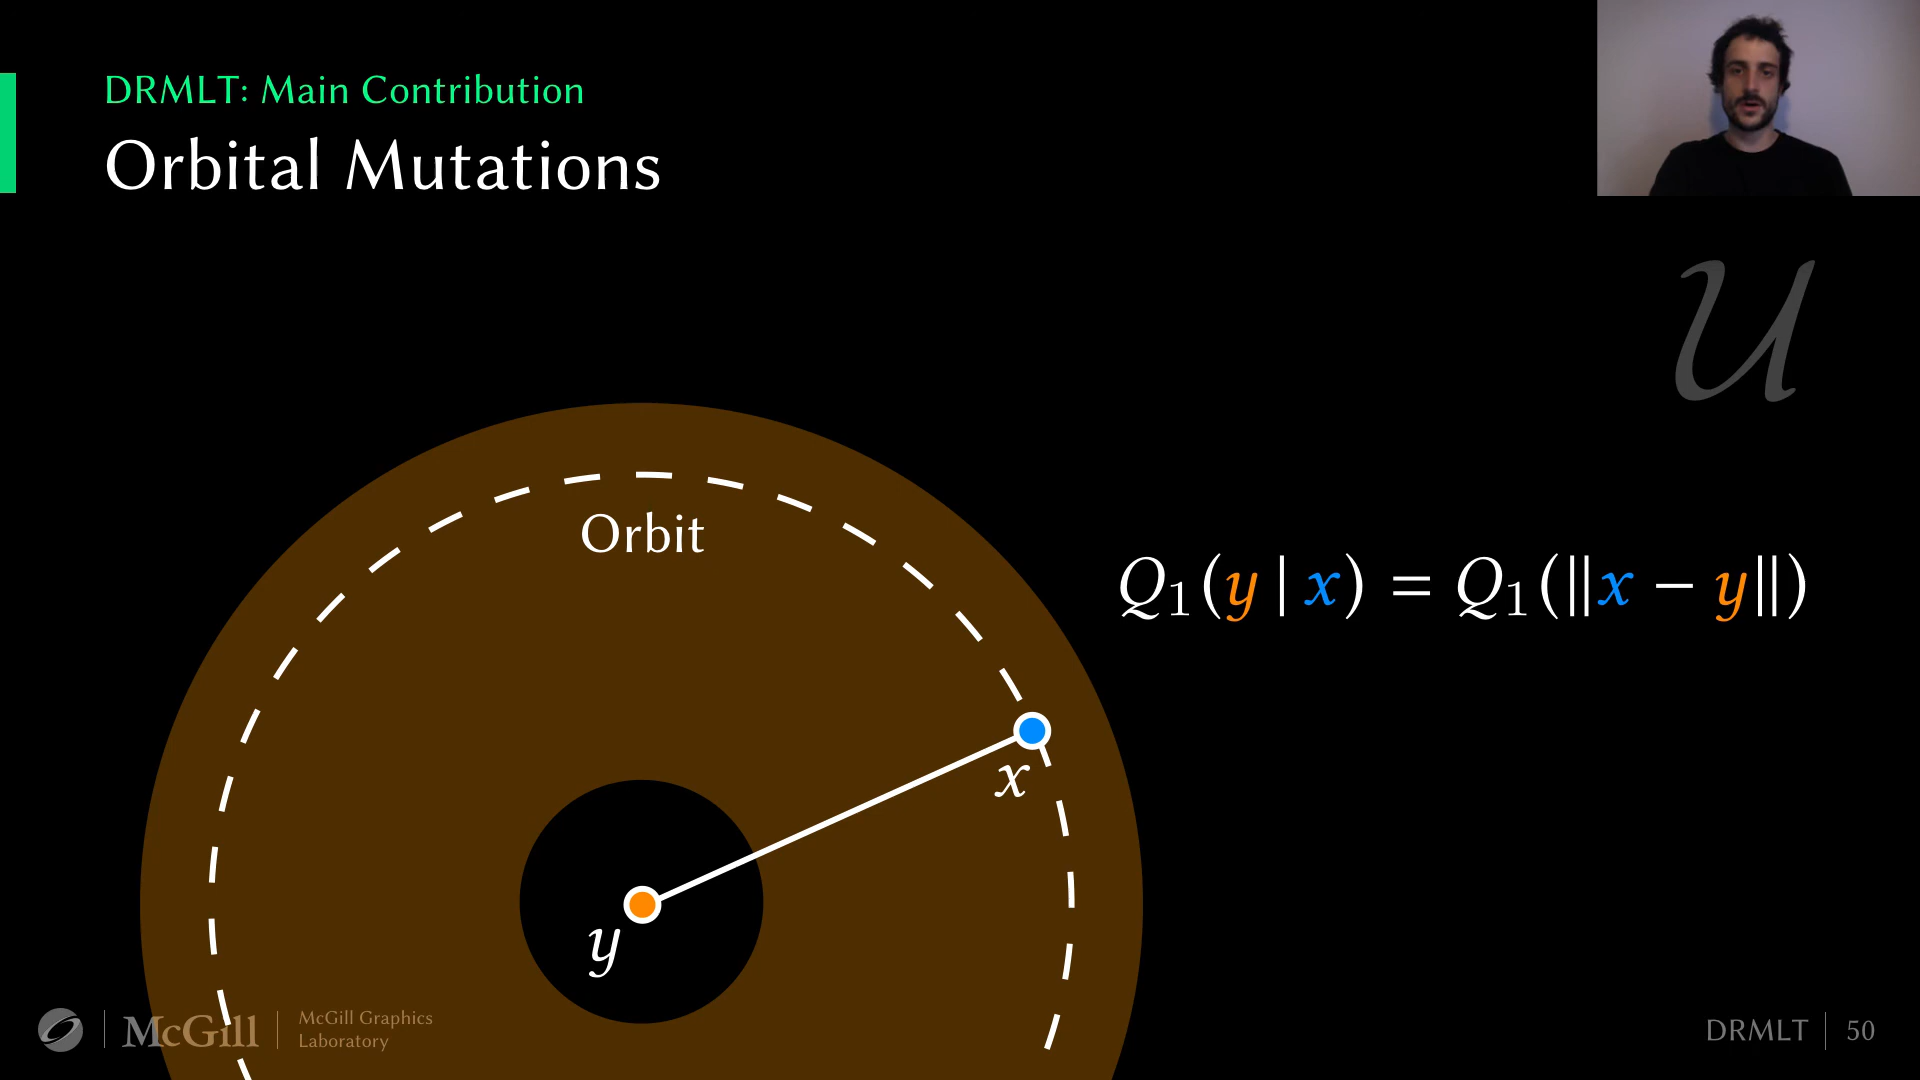 DRMLT: Main Contribution
Orbital Mutations
𝒰
Orbit
Q₁(y | x) = Q₁(‖x − y‖)
x
y
McGill
McGill Graphics
Laboratory
DRMLT
50